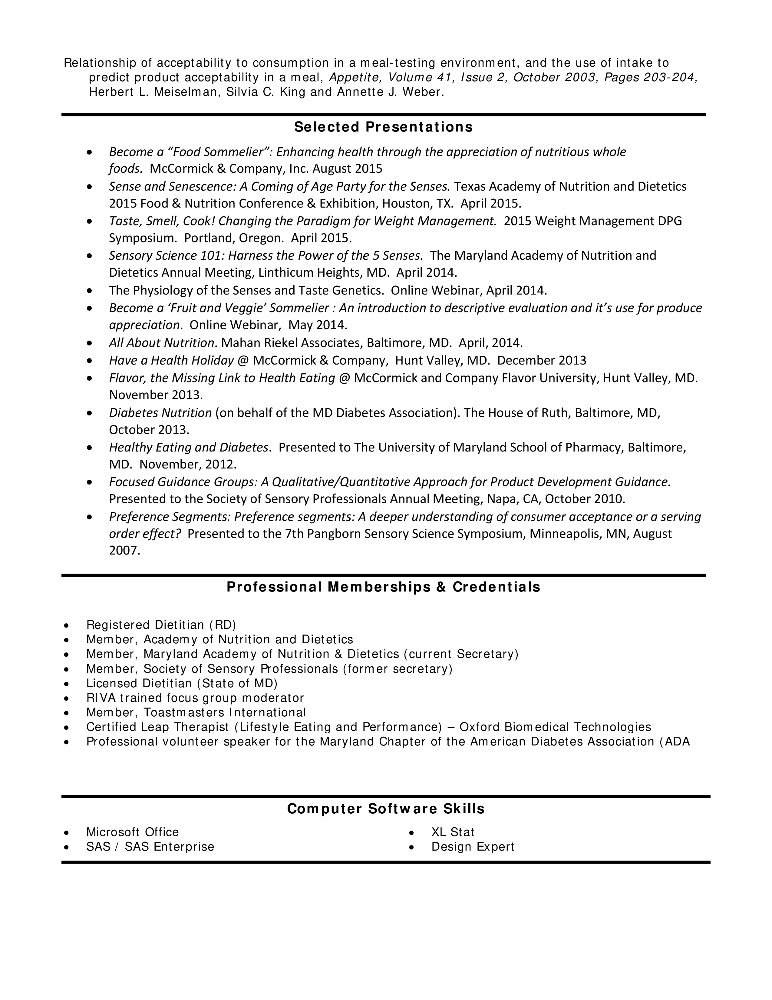 Relationship of acceptability to consumption in a meal-testing environment, and the use of intake to
predict product acceptability in a meal, Appetite, Volume 41, Issue 2, October 2003, Pages 203-204,
Herbert L. Meiselman, Silvia C. King and Annette J. Weber.
Selected Presentations
• Become a “Food Sommelier”: Enhancing health through the appreciation of nutritious whole
foods. McCormick & Company, Inc. August 2015
• Sense and Senescence: A Coming of Age Party for the Senses. Texas Academy of Nutrition and Dietetics
2015 Food & Nutrition Conference & Exhibition, Houston, TX. April 2015.
• Taste, Smell, Cook! Changing the Paradigm for Weight Management. 2015 Weight Management DPG
Symposium. Portland, Oregon. April 2015.
• Sensory Science 101: Harness the Power of the 5 Senses. The Maryland Academy of Nutrition and
Dietetics Annual Meeting, Linthicum Heights, MD. April 2014.
• The Physiology of the Senses and Taste Genetics. Online Webinar, April 2014.
• Become a ‘Fruit and Veggie’ Sommelier : An introduction to descriptive evaluation and it’s use for produce
appreciation. Online Webinar, May 2014.
• All About Nutrition. Mahan Riekel Associates, Baltimore, MD. April, 2014.
• Have a Health Holiday @ McCormick & Company, Hunt Valley, MD. December 2013
• Flavor, the Missing Link to Health Eating @ McCormick and Company Flavor University, Hunt Valley, MD.
November 2013.
• Diabetes Nutrition (on behalf of the MD Diabetes Association). The House of Ruth, Baltimore, MD,
October 2013.
• Healthy Eating and Diabetes. Presented to The University of Maryland School of Pharmacy, Baltimore,
MD. November, 2012.
• Focused Guidance Groups: A Qualitative/Quantitative Approach for Product Development Guidance.
Presented to the Society of Sensory Professionals Annual Meeting, Napa, CA, October 2010.
• Preference Segments: Preference segments: A deeper understanding of consumer acceptance or a serving
order effect? Presented to the 7th Pangborn Sensory Science Symposium, Minneapolis, MN, August
2007.
Professional Memberships & Credentials
• Registered Dietitian (RD)
• Member, Academy of Nutrition and Dietetics
• Member, Maryland Academy of Nutrition & Dietetics (current Secretary)
• Member, Society of Sensory Professionals (former secretary)
• Licensed Dietitian (State of MD)
• RIVA trained focus group moderator
• Member, Toastmasters International
• Certified Leap Therapist (Lifestyle Eating and Performance) – Oxford Biomedical Technologies
• Professional volunteer speaker for the Maryland Chapter of the American Diabetes Association (ADA
Computer Software Skills
• Microsoft Office
• SAS / SAS Enterprise
• XL Stat
• Design Expert